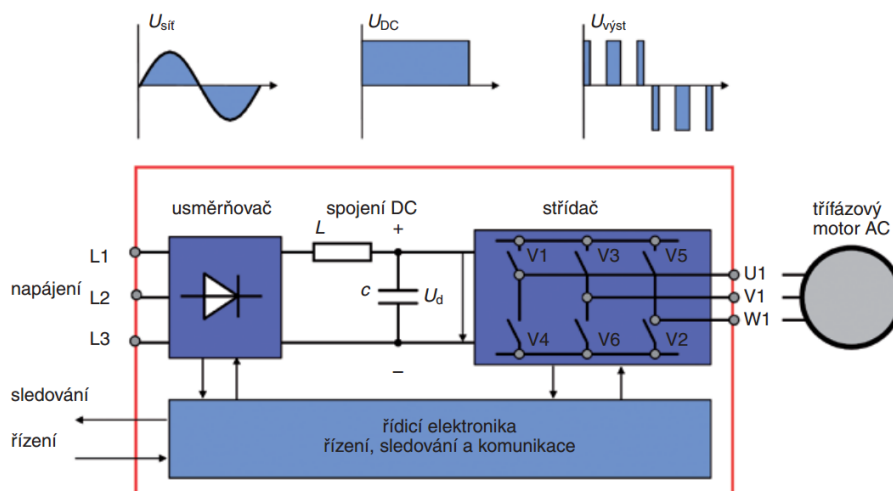 Usíť
UDC
Uvýst
usměrňovač
spojení DC
střídač
třífázový
motor AC
L
+
L1
V1
V3
V5
U1
napájení
L2
c
Ud
V1
L3
V4
V6
V2
W1
–
sledování
řízení
řídicí elektronika
řízení, sledování a komunikace